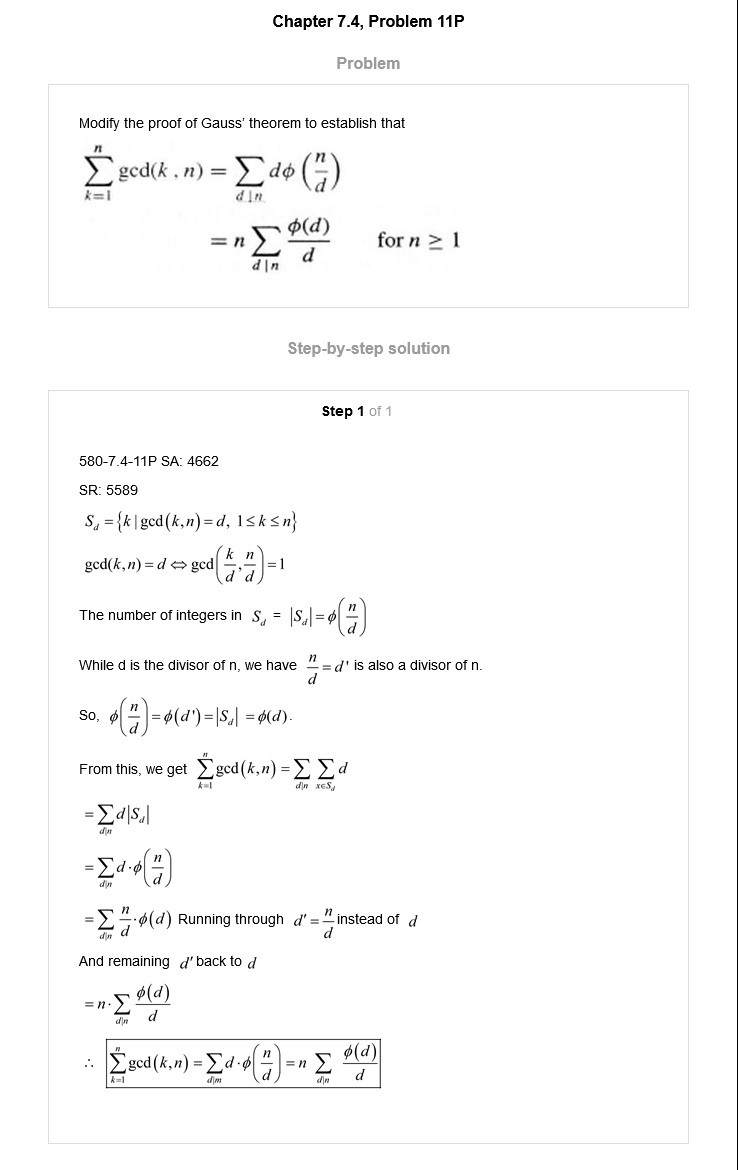 Chapter 7.4, Problem 11P
Problem
Modify the proof of Gauss' theorem to establish that
$\sum_{k=1}^{n} \gcd(k, n) = \sum_{d|n} d\phi\left(\frac{n}{d}\right)$
$= n \sum_{d|n} \frac{\phi(d)}{d}$ for $n \geq 1$
Step-by-step solution
Step 1 of 1
580-7.4-11P SA: 4662
SR: 5589
$S_d = \{k \mid \gcd(k,n) = d, 1 \leq k \leq n\}$
$\gcd(k,n) = d \Leftrightarrow \gcd\left(\frac{k}{d}, \frac{n}{d}\right) = 1$
The number of integers in $S_d$ = $|S_d| = \phi\left(\frac{n}{d}\right)$
While d is the divisor of n, we have $\frac{n}{d} = d'$ is also a divisor of n.
So, $\phi\left(\frac{n}{d}\right) = \phi(d') = |S_d| = \phi(d)$.
From this, we get $\sum_{k=1}^{n} \gcd(k,n) = \sum_{d|n} \sum_{x \in S_d} d$
$= \sum_{d|n} d|S_d|$
$= \sum_{d|n} d \cdot \phi\left(\frac{n}{d}\right)$
$= \sum_{d|n} \frac{n}{d} \cdot \phi(d)$ Running through $d' = \frac{n}{d}$ instead of $d$
And remaining $d'$ back to $d$
$= n \cdot \sum_{d|n} \frac{\phi(d)}{d}$
$\therefore \sum_{k=1}^{n} \gcd(k,n) = \sum_{d|m} d \cdot \phi\left(\frac{n}{d}\right) = n \sum_{d|n} \frac{\phi(d)}{d}$